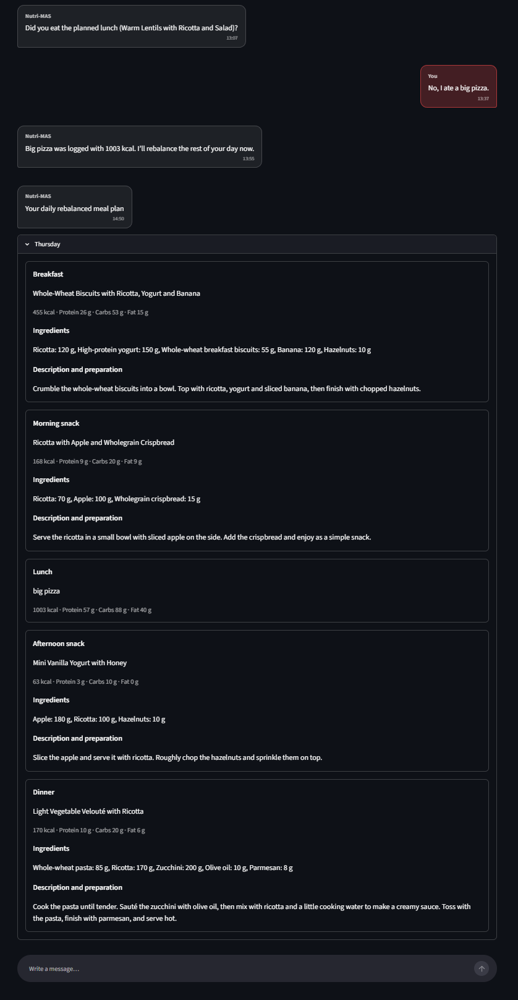 Nutri-MAS
Did you eat the planned lunch (Warm Lentils with Ricotta and Salad)?
13:07
You
No, I ate a big pizza.
13:37
Nutri-MAS
Big pizza was logged with 1003 kcal. I'll rebalance the rest of your day now.
13:55
Nutri-MAS
Your daily rebalanced meal plan
14:50
Thursday
Breakfast
Whole-Wheat Biscuits with Ricotta, Yogurt and Banana
455 kcal · Protein 26 g · Carbs 53 g · Fat 15 g
Ingredients
Ricotta: 120 g, High-protein yogurt: 150 g, Whole-wheat breakfast biscuits: 55 g, Banana: 120 g, Hazelnuts: 10 g
Description and preparation
Crumble the whole-wheat biscuits into a bowl. Top with ricotta, yogurt and sliced banana, then finish with chopped hazelnuts.
Morning snack
Ricotta with Apple and Wholegrain Crispbread
168 kcal · Protein 9 g · Carbs 20 g · Fat 9 g
Ingredients
Ricotta: 70 g, Apple: 100 g, Wholegrain crispbread: 15 g
Description and preparation
Serve the ricotta in a small bowl with sliced apple on the side. Add the crispbread and enjoy as a simple snack.
Lunch
big pizza
1003 kcal · Protein 57 g · Carbs 88 g · Fat 40 g
Afternoon snack
Mini Vanilla Yogurt with Honey
63 kcal · Protein 3 g · Carbs 10 g · Fat 0 g
Ingredients
Apple: 180 g, Ricotta: 100 g, Hazelnuts: 10 g
Description and preparation
Slice the apple and serve it with ricotta. Roughly chop the hazelnuts and sprinkle them on top.
Dinner
Light Vegetable Velouté with Ricotta
170 kcal · Protein 10 g · Carbs 20 g · Fat 6 g
Ingredients
Whole-wheat pasta: 85 g, Ricotta: 170 g, Zucchini: 200 g, Olive oil: 10 g, Parmesan: 8 g
Description and preparation
Cook the pasta until tender. Sauté the zucchini with olive oil, then mix with ricotta and a little cooking water to make a creamy sauce. Toss with
the pasta, finish with parmesan, and serve hot.
Write a message...